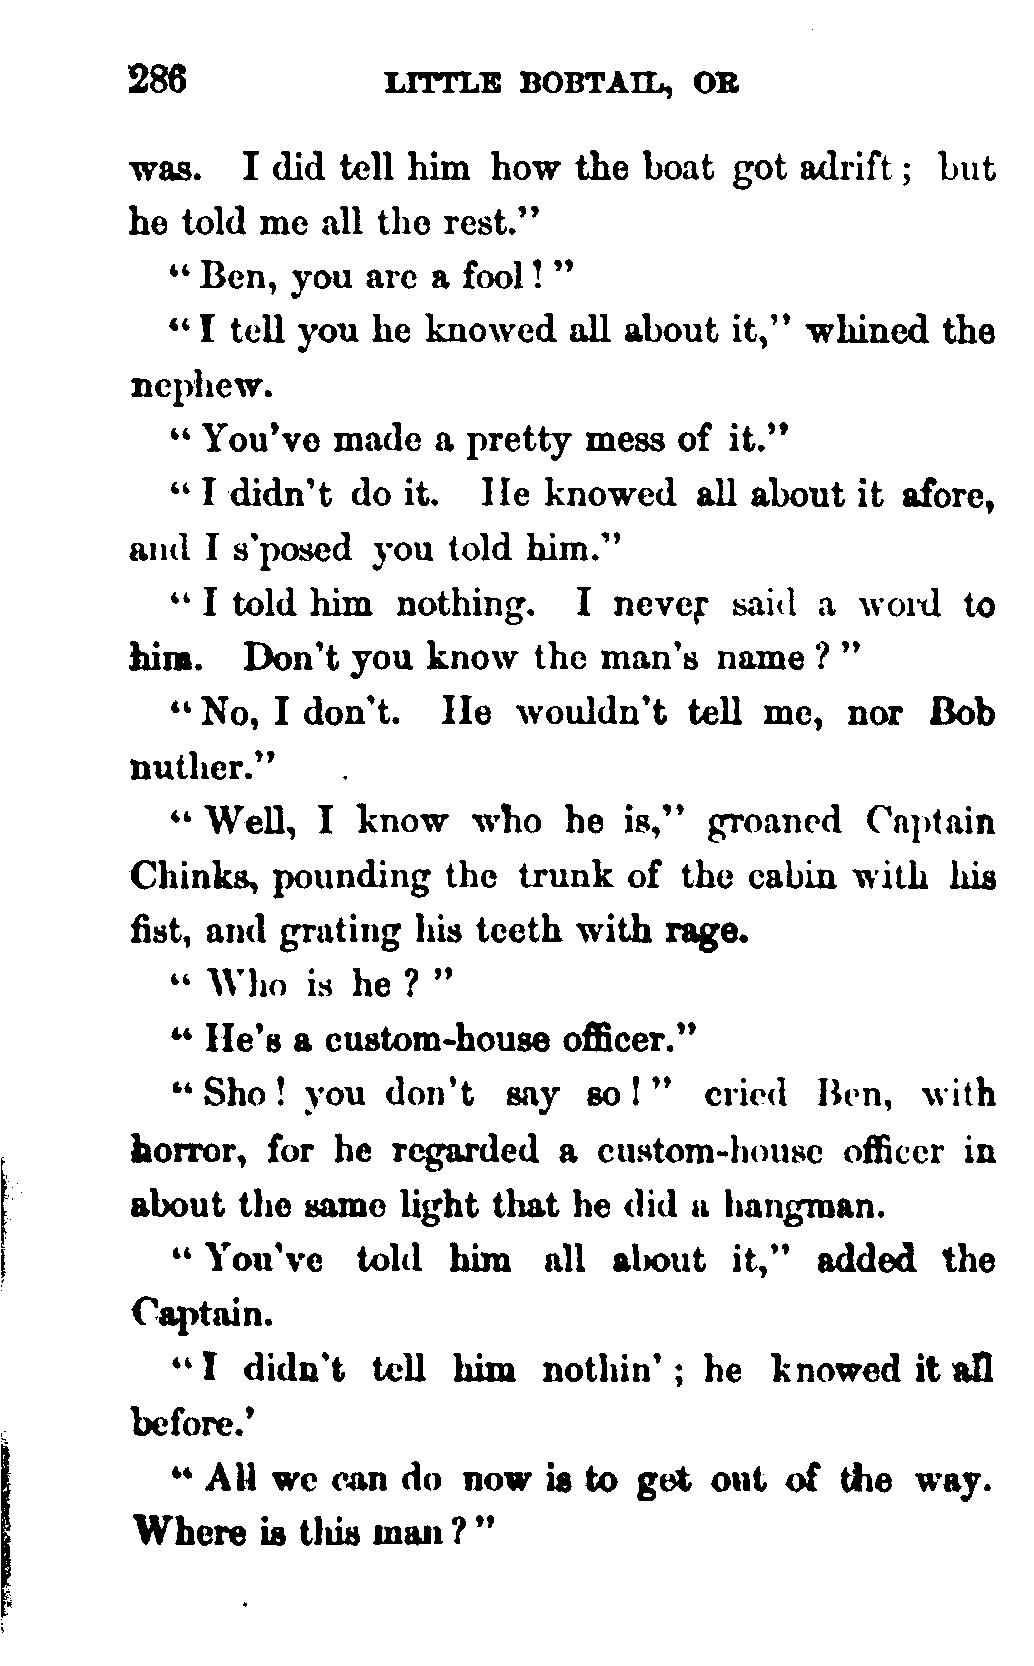 286 LITTLE BOBTAIL, OR
was. I did tell him how the boat got adrift; but
he told me all the rest."
"Ben, you are a fool!"
"I tell you he knowed all about it," whined the
nephew.
"You've made a pretty mess of it."
"I didn't do it. He knowed all about it afore,
and I s'posed you told him."
"I told him nothing. I never said a word to
him. Don't you know the man's name?"
"No, I don't. He wouldn't tell me, nor Bob
nuther."
"Well, I know who he is," groaned Captain
Chinks, pounding the trunk of the cabin with his
fist, and grating his teeth with rage.
"Who is he?"
"He's a custom-house officer."
"Sho! you don't say so!" cried Ben, with
horror, for he regarded a custom-house officer in
about the same light that he did a hangman.
"You've told him all about it," added the
Captain.
"I didn't tell him nothin'; he knowed it all
before.'
"All we can do now is to get out of the way.
Where is this man?"